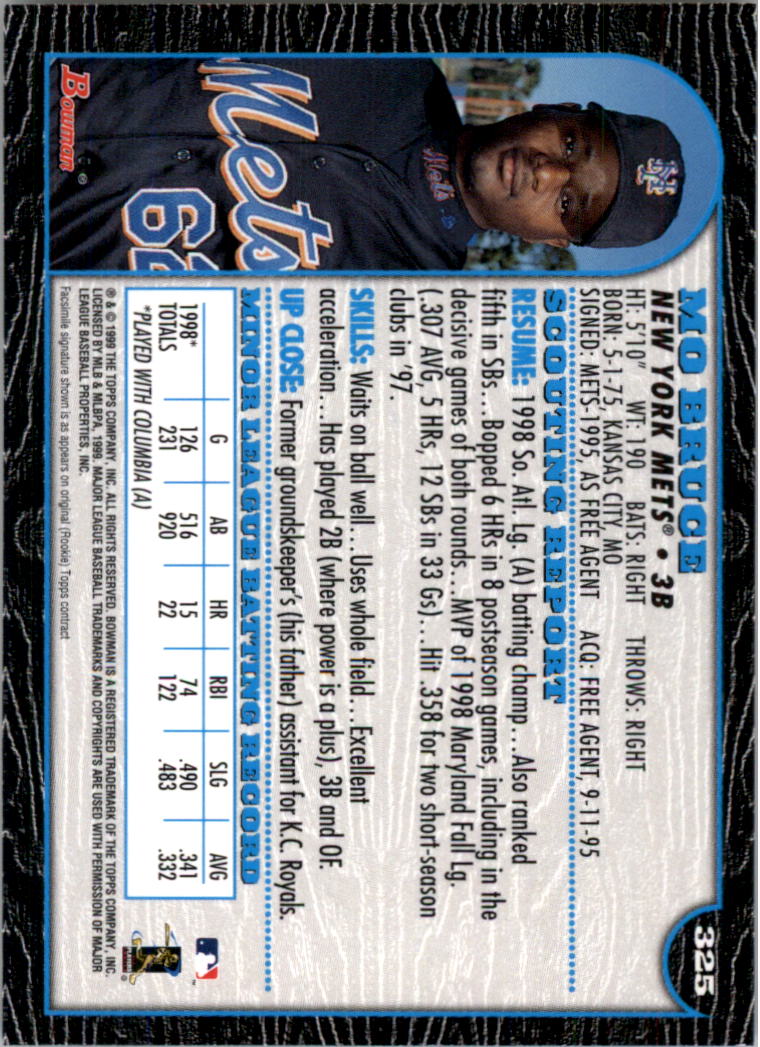 325
MO BRUCE
NEW YORK METS® • 3B
HT: 5'10" WT: 190 BATS: RIGHT THROWS: RIGHT
BORN: 5-1-75, KANSAS CITY, MO
SIGNED: METS-1995, AS FREE AGENT ACQ: FREE AGENT, 9-11-95
SCOUTING REPORT
RESUME: 1998 So. Atl. Lg. (A) batting champ... Also ranked
fifth in SBs... Bopped 6 HRs in 8 postseason games, including in the
decisive games of both rounds... MVP of 1998 Maryland Fall Lg.
(.307 AVG, 5 HRs, 12 SBs in 33 Gs)... Hit .358 for two short-season
clubs in '97.
SKILLS: Waits on ball well... Uses whole field... Excellent
acceleration... Has played 2B (where power is a plus), 3B and OF.
UP CLOSE: Former groundskeeper's (his father) assistant for K.C. Royals.
MINOR LEAGUE BATTING RECORD
G AB HR RBI SLG AVG
1998* 126 516 15 74 .490 .341
TOTALS 231 920 22 122 .483 .332
*PLAYED WITH COLUMBIA (A)
® & © 1999 THE TOPPS COMPANY, INC. ALL RIGHTS RESERVED. BOWMAN IS A REGISTERED TRADEMARK OF THE TOPPS COMPANY, INC.
LICENSED BY MLB & MLBPA, 1999. MAJOR LEAGUE BASEBALL TRADEMARKS AND COPYRIGHTS ARE USED WITH PERMISSION OF MAJOR
LEAGUE BASEBALL PROPERTIES, INC.
Facsimile signature shown is as appears on original (Rookie) Topps contract
NY
Mets
Mets
62
Bowman®